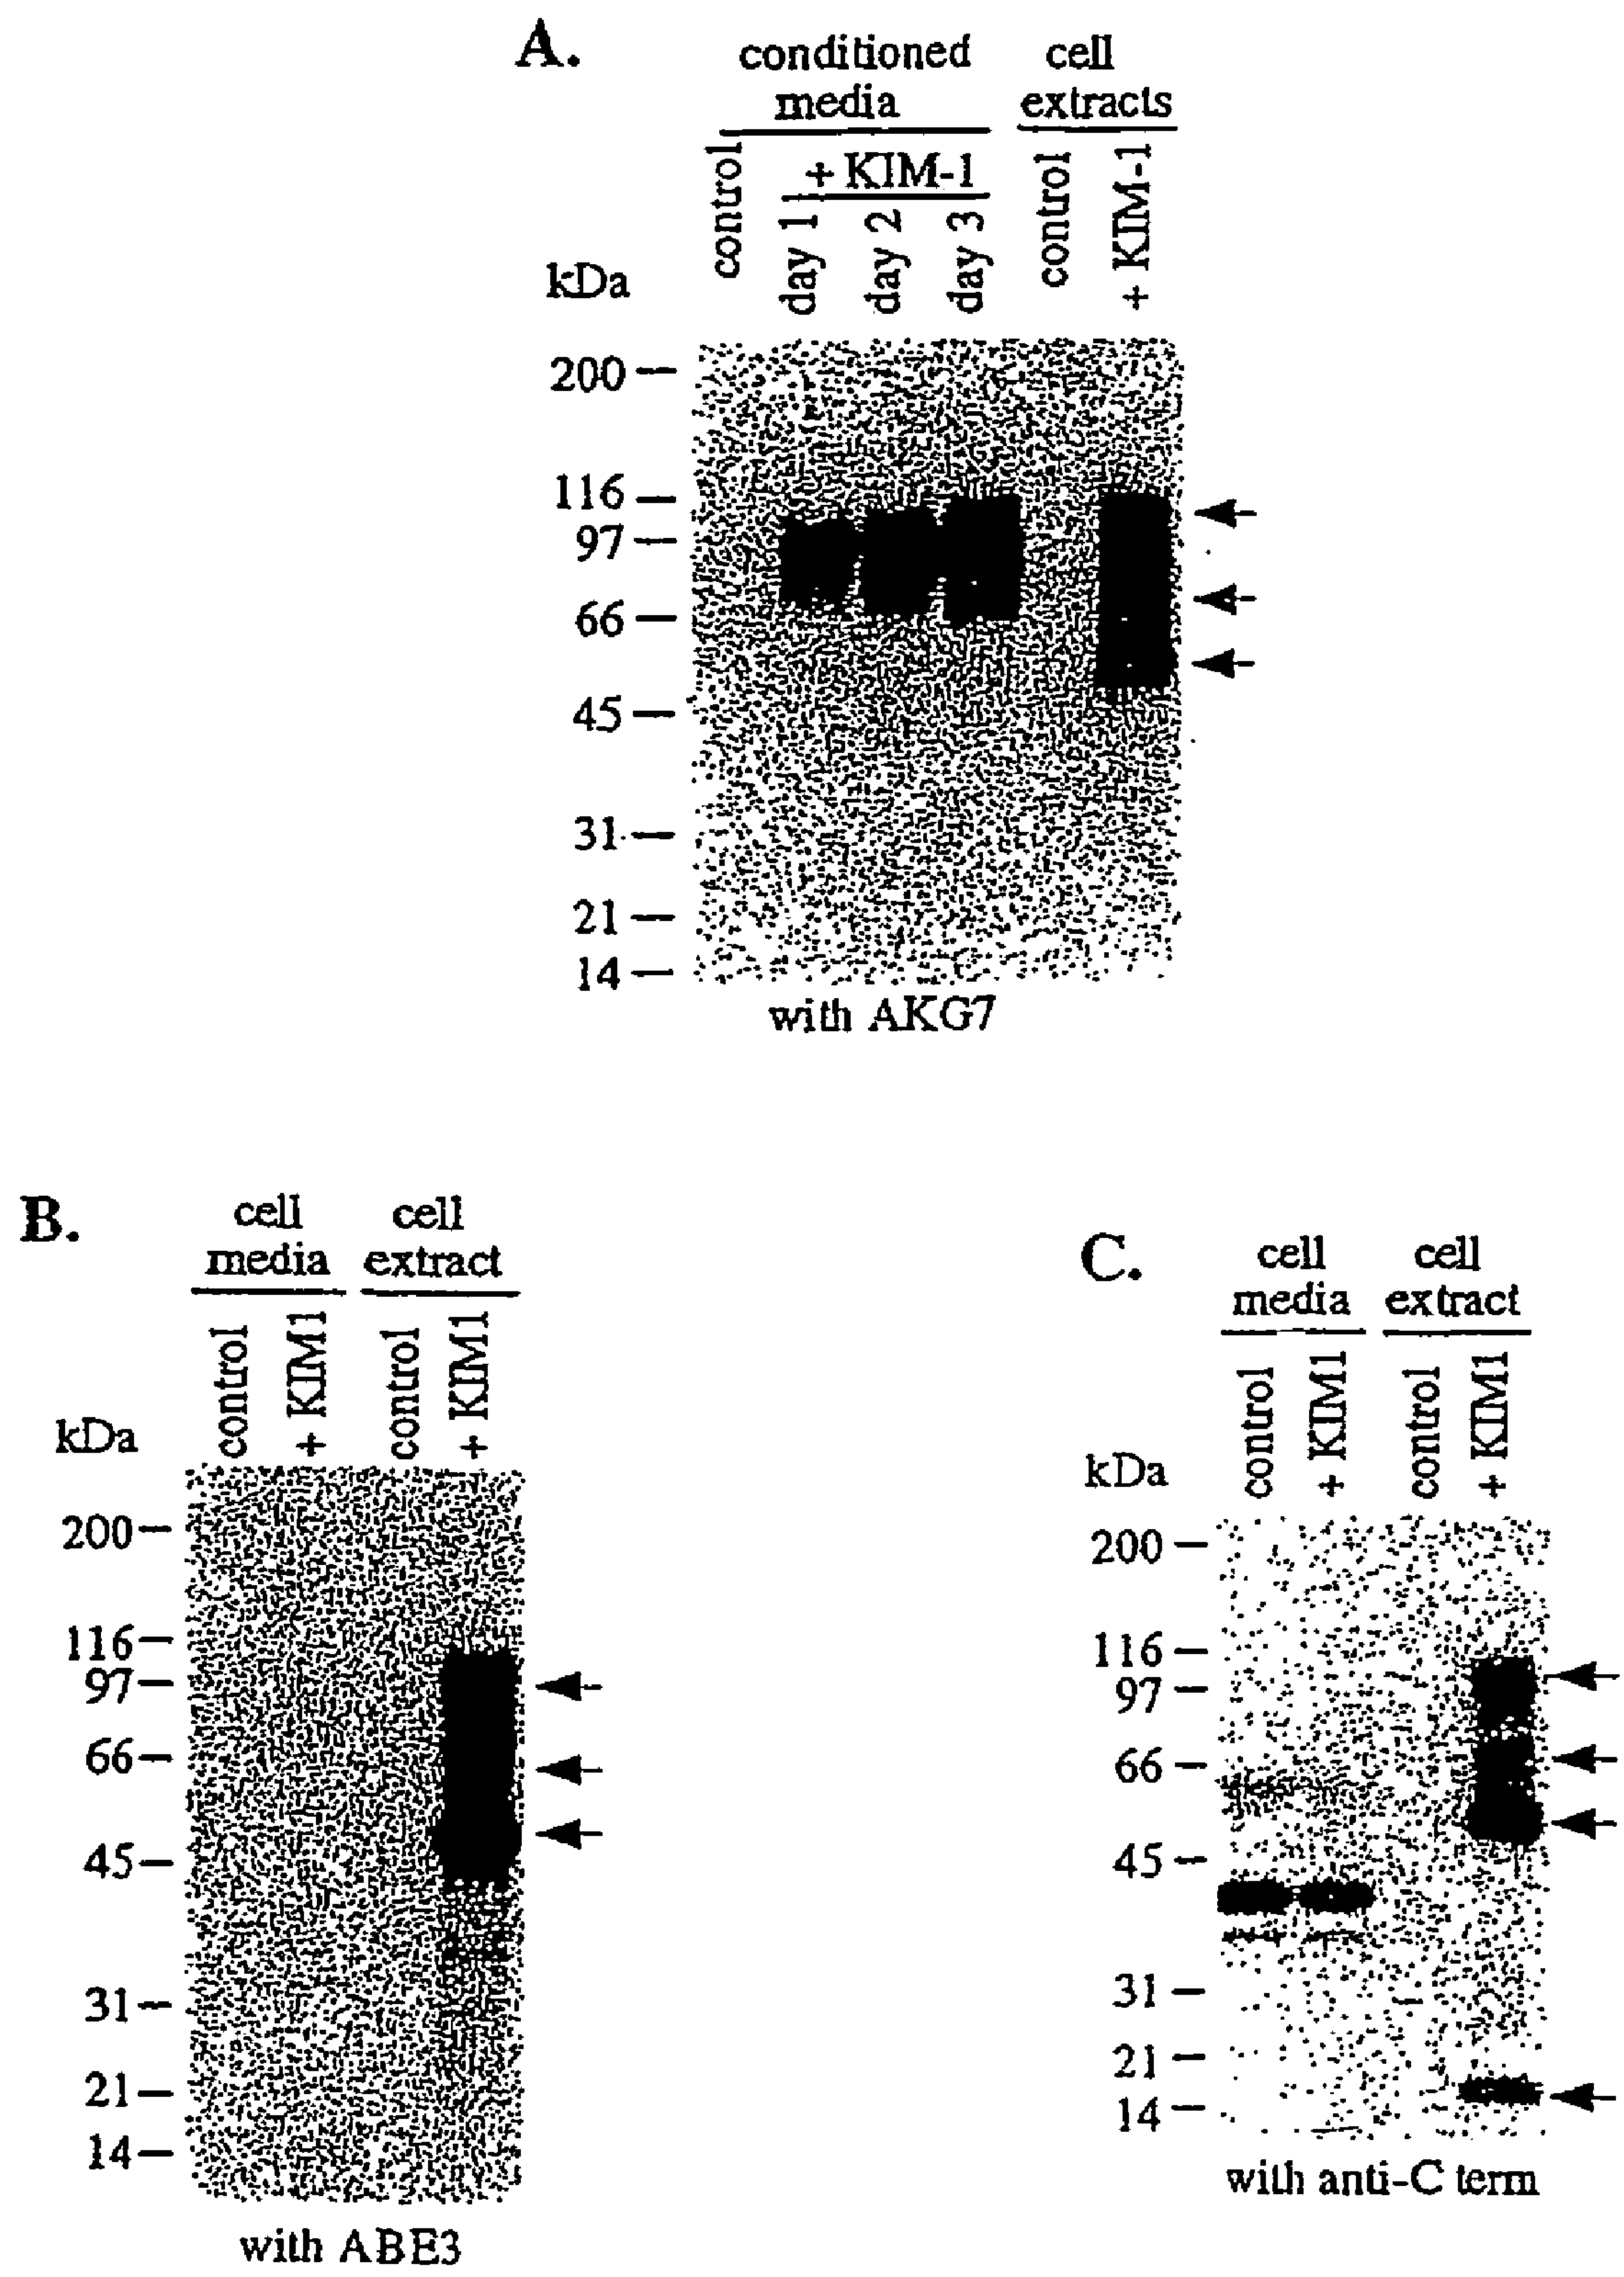 A.
conditioned media
cell extracts
control
+ KIM-1
day 1
day 2
day 3
control
+ KIM-1
kDa
200
116
97
66
45
31
21
14
with AKG7
B.
cell media
cell extract
control
+ KIM1
control
+ KIM1
kDa
200
116
97
66
45
31
21
14
with ABE3
C.
cell media
cell extract
control
+ KIM1
control
+ KIM1
kDa
200
116
97
66
45
31
21
14
with anti-C term